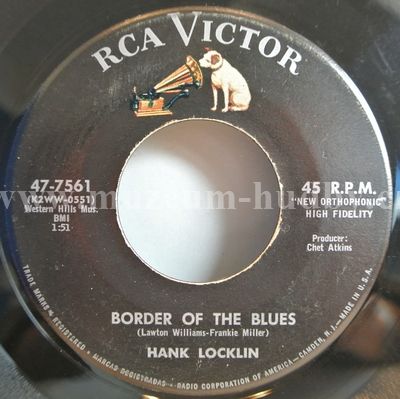 RCA VICTOR
47-7561
(K2WW-0551)
Western Hills Mus.
BMI
1:51
45 R.P.M.
"NEW ORTHOPHONIC"
HIGH FIDELITY
Producer:
Chet Atkins
BORDER OF THE BLUES
(Lawton Williams-Frankie Miller)
HANK LOCKLIN
TRADE MARKS ® REGISTERED • MARCAS REGISTRADAS • RADIO CORPORATION OF AMERICA—CAMDEN, N.J. • MADE IN U.S.A.